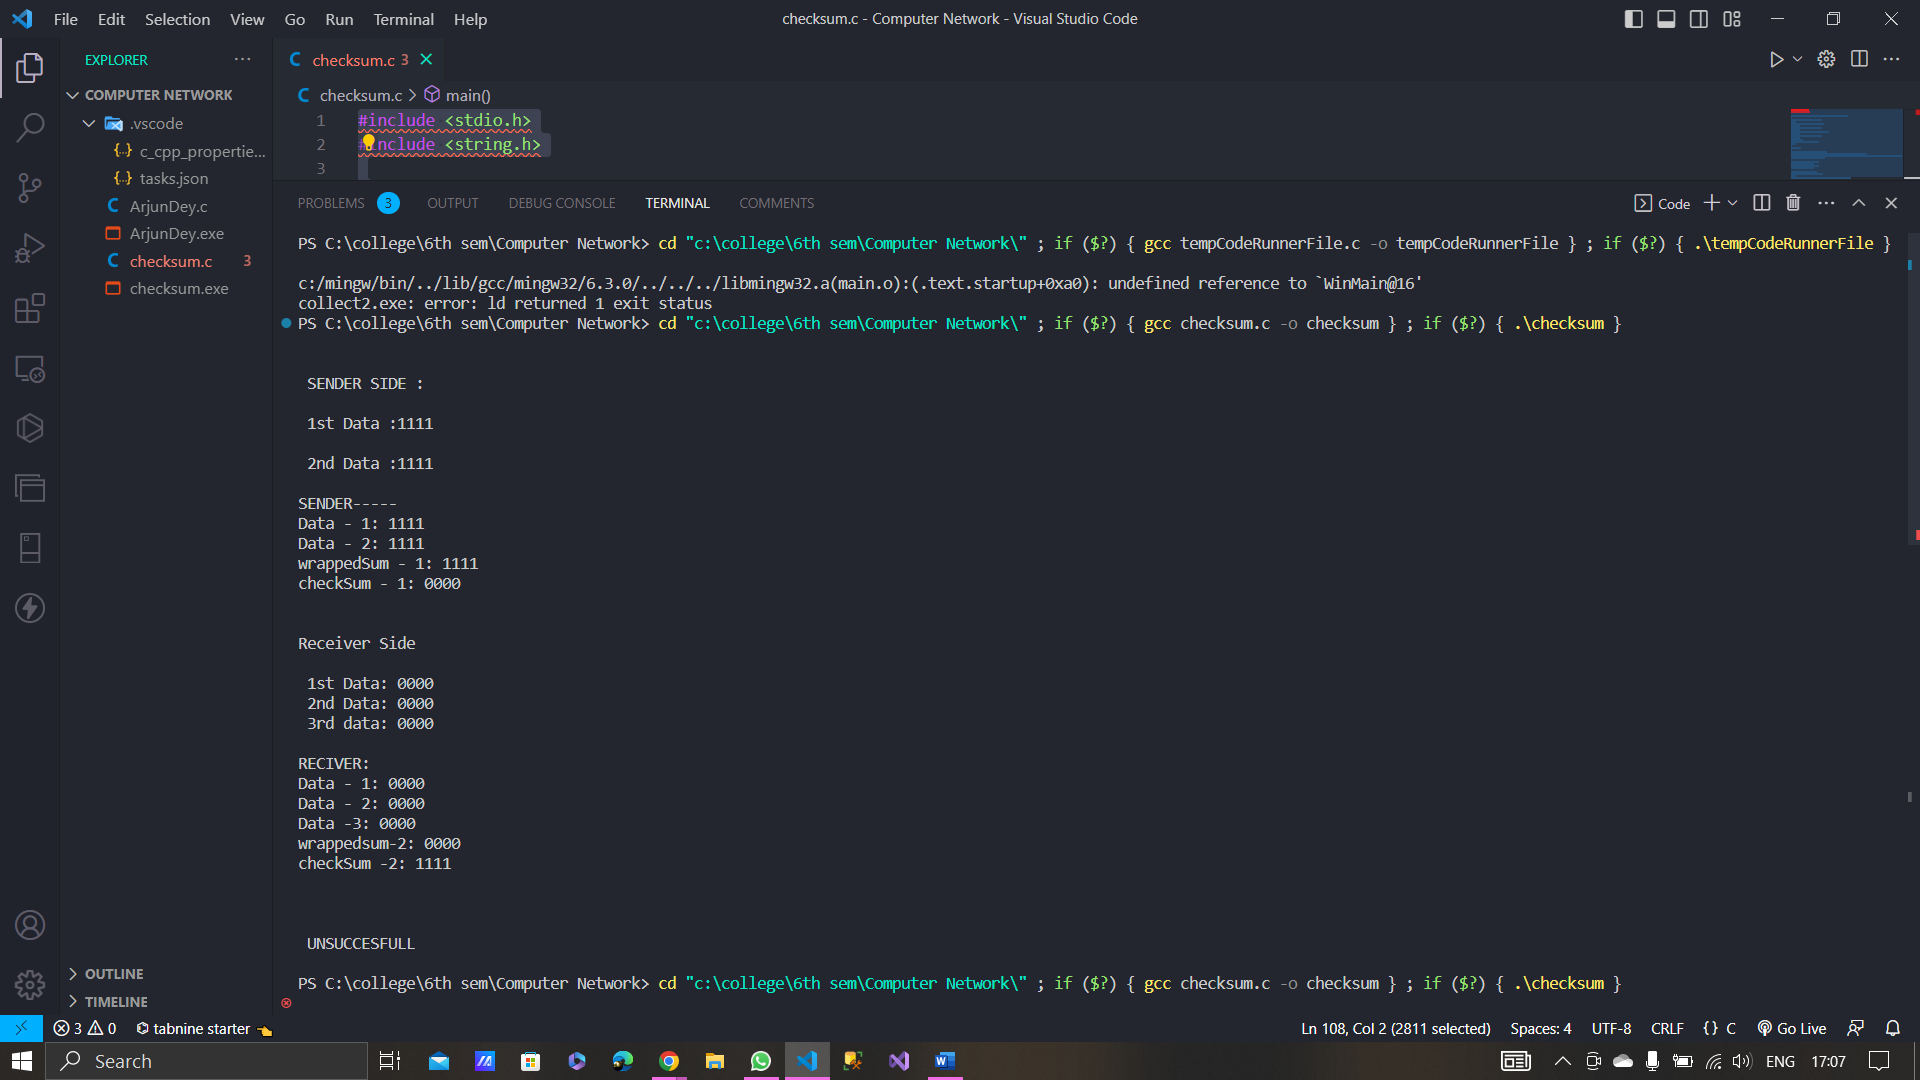 File Edit Selection View Go Run Terminal Help
checksum.c - Computer Network - Visual Studio Code
EXPLORER
COMPUTER NETWORK
.vscode
c_cpp_propertie...
tasks.json
ArjunDey.c
ArjunDey.exe
checksum.c 3
checksum.exe
OUTLINE
TIMELINE
checksum.c 3
checksum.c > main()
1 #include <stdio.h>
2 #include <string.h>
3
PROBLEMS 3 OUTPUT DEBUG CONSOLE TERMINAL COMMENTS
Code
PS C:\college\6th sem\Computer Network> cd "c:\college\6th sem\Computer Network\" ; if ($?) { gcc tempCodeRunnerFile.c -o tempCodeRunnerFile } ; if ($?) { .\tempCodeRunnerFile }
c:/mingw/bin/../lib/gcc/mingw32/6.3.0/../../../libmingw32.a(main.o):(.text.startup+0xa0): undefined reference to `WinMain@16'
collect2.exe: error: ld returned 1 exit status
PS C:\college\6th sem\Computer Network> cd "c:\college\6th sem\Computer Network\" ; if ($?) { gcc checksum.c -o checksum } ; if ($?) { .\checksum }
SENDER SIDE :
1st Data :1111
2nd Data :1111
SENDER-----
Data - 1: 1111
Data - 2: 1111
wrappedSum - 1: 1111
checkSum - 1: 0000
Receiver Side
1st Data: 0000
2nd Data: 0000
3rd data: 0000
RECIVER:
Data - 1: 0000
Data - 2: 0000
Data -3: 0000
wrappedsum-2: 0000
checkSum -2: 1111
UNSUCCESFULL
PS C:\college\6th sem\Computer Network> cd "c:\college\6th sem\Computer Network\" ; if ($?) { gcc checksum.c -o checksum } ; if ($?) { .\checksum }
3 0 tabnine starter
Ln 108, Col 2 (2811 selected) Spaces: 4 UTF-8 CRLF {} C Go Live
Search
ENG 17:07